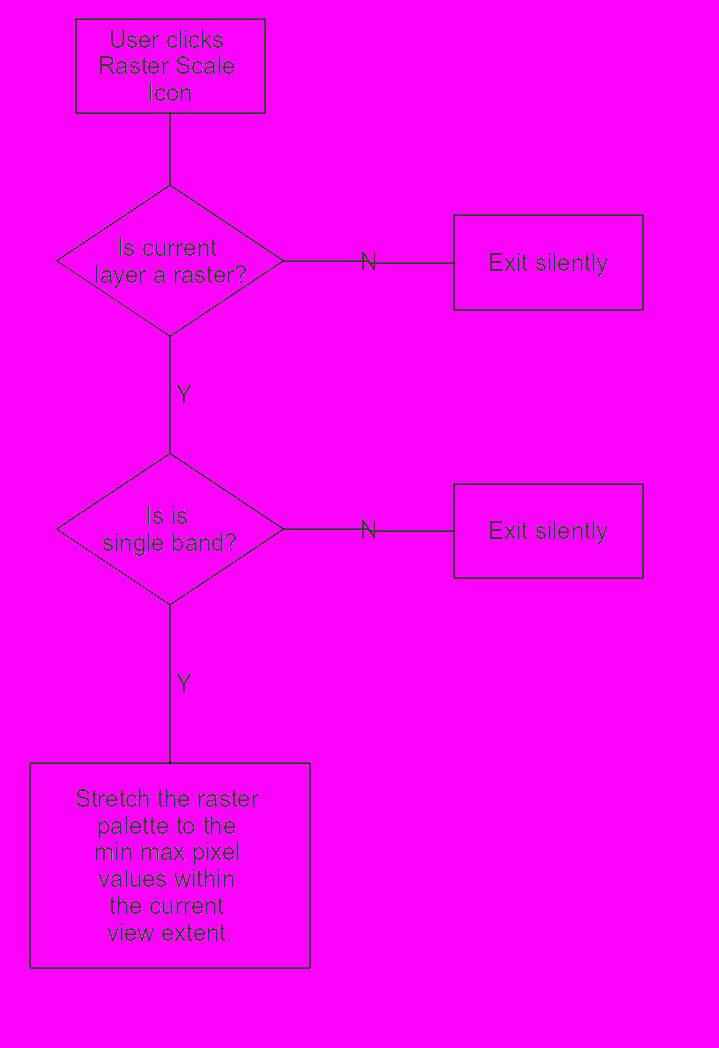 User clicks
Raster Scale
Icon
Is current
layer a raster?
N
Exit silently
Y
Is is
single band?
N
Exit silently
Y
Stretch the raster
palette to the
min max pixel
values within
the current
view extent.